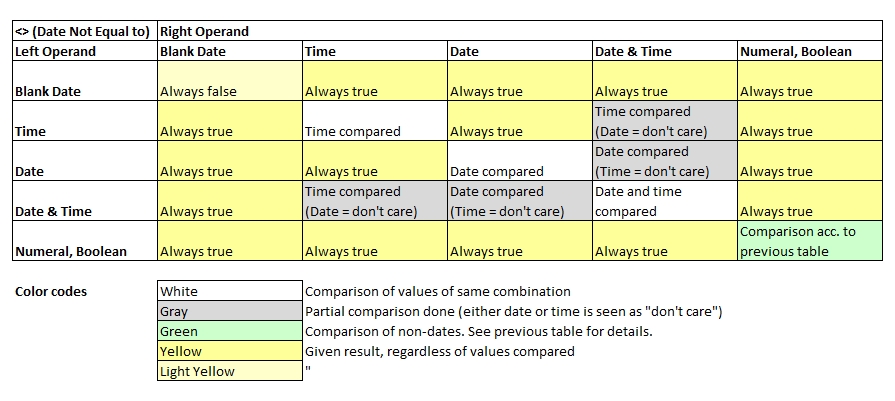 <> (Date Not Equal to) Right Operand
Left Operand Blank Date Time Date Date & Time Numeral, Boolean
Blank Date Always false Always true Always true Always true Always true
Time Always true Time compared Always true Time compared (Date = don't care) Always true
Date Always true Always true Date compared Date compared (Time = don't care) Always true
Date & Time Always true Time compared (Date = don't care) Date compared (Time = don't care) Date and time compared Always true
Numeral, Boolean Always true Always true Always true Always true Comparison acc. to previous table
Color codes White Comparison of values of same combination
Gray Partial comparison done (either date or time is seen as "don't care")
Green Comparison of non-dates. See previous table for details.
Yellow Given result, regardless of values compared
Light Yellow "